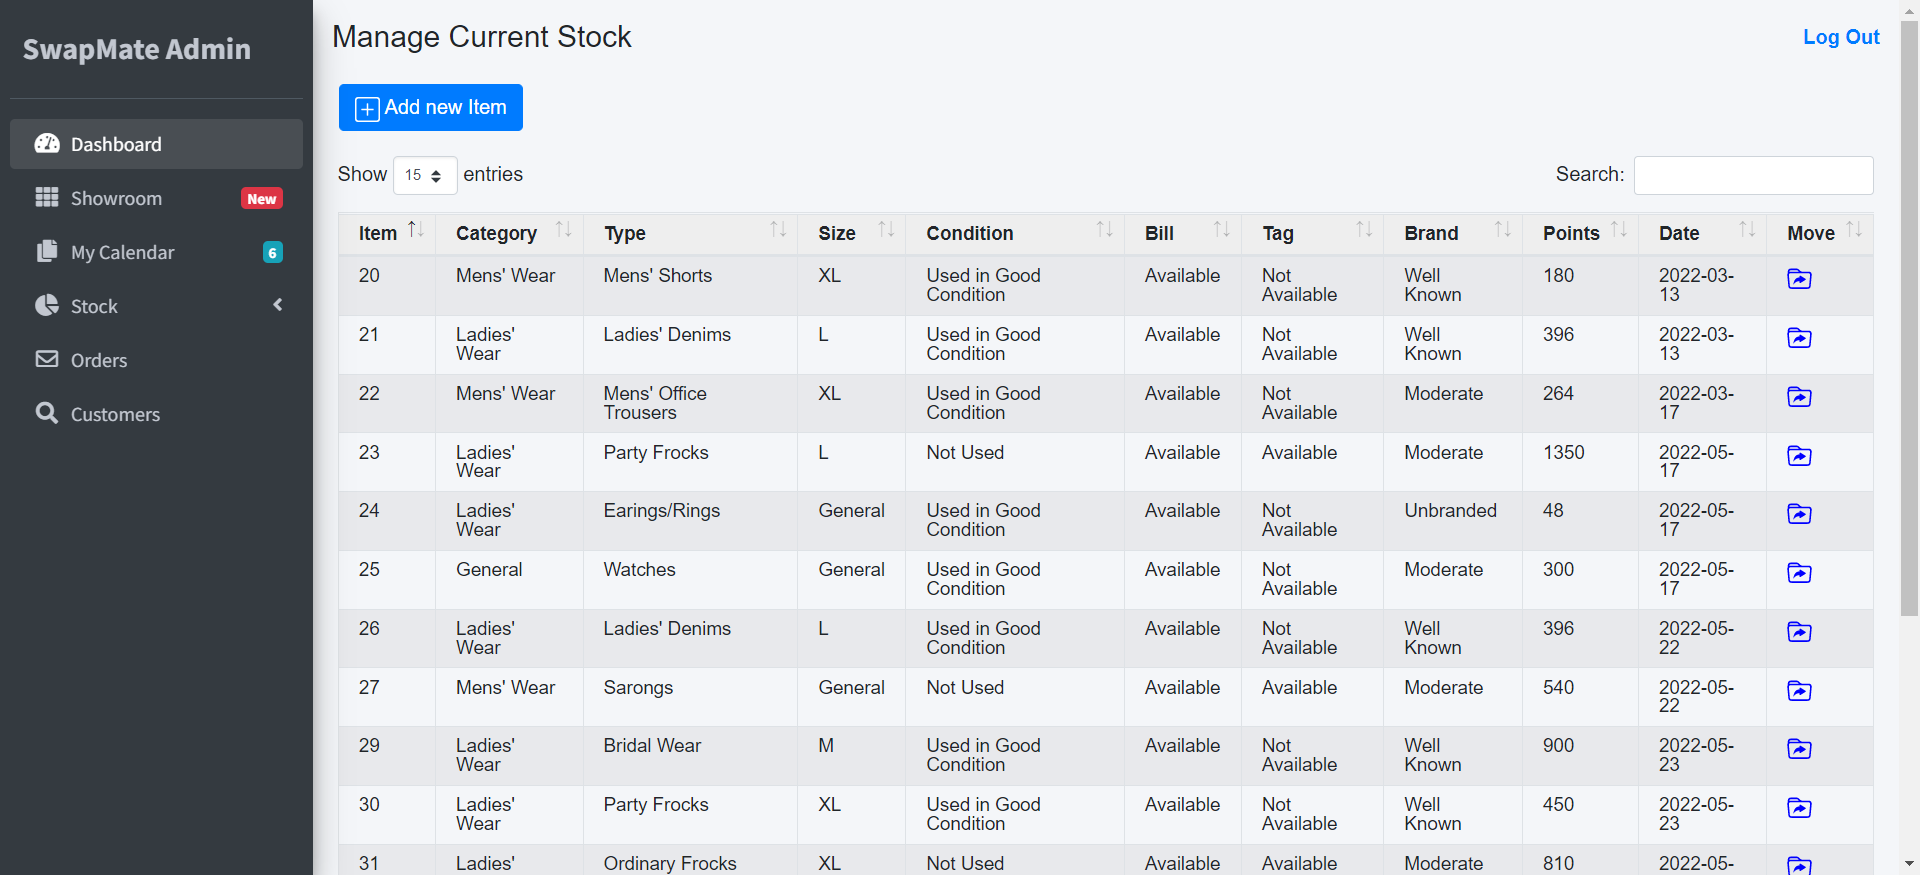 SwapMate Admin
Manage Current Stock
Log Out
Dashboard
Showroom New
My Calendar 6
Stock
Orders
Customers
Add new Item
Show 15 entries
Search:
Item Category Type Size Condition Bill Tag Brand Points Date Move
20 Mens' Wear Mens' Shorts XL Used in Good Available Not Well 180 2022-03-
Condition Available Known 13
21 Ladies' Ladies' Denims L Used in Good Available Not Well 396 2022-03-
Wear Condition Available Known 13
22 Mens' Wear Mens' Office XL Used in Good Available Not Moderate 264 2022-03-
Trousers Condition Available 17
23 Ladies' Party Frocks L Not Used Available Available Moderate 1350 2022-05-
Wear 17
24 Ladies' Earings/Rings General Used in Good Available Not Unbranded 48 2022-05-
Wear Condition Available 17
25 General Watches General Used in Good Available Not Moderate 300 2022-05-
Condition Available 17
26 Ladies' Ladies' Denims L Used in Good Available Not Well 396 2022-05-
Wear Condition Available Known 22
27 Mens' Wear Sarongs General Not Used Available Available Moderate 540 2022-05-
22
29 Ladies' Bridal Wear M Used in Good Available Not Well 900 2022-05-
Wear Condition Available Known 23
30 Ladies' Party Frocks XL Used in Good Available Not Well 450 2022-05-
Wear Condition Available Known 23
31 Ladies' Ordinary Frocks XL Not Used Available Available Moderate 810 2022-05-